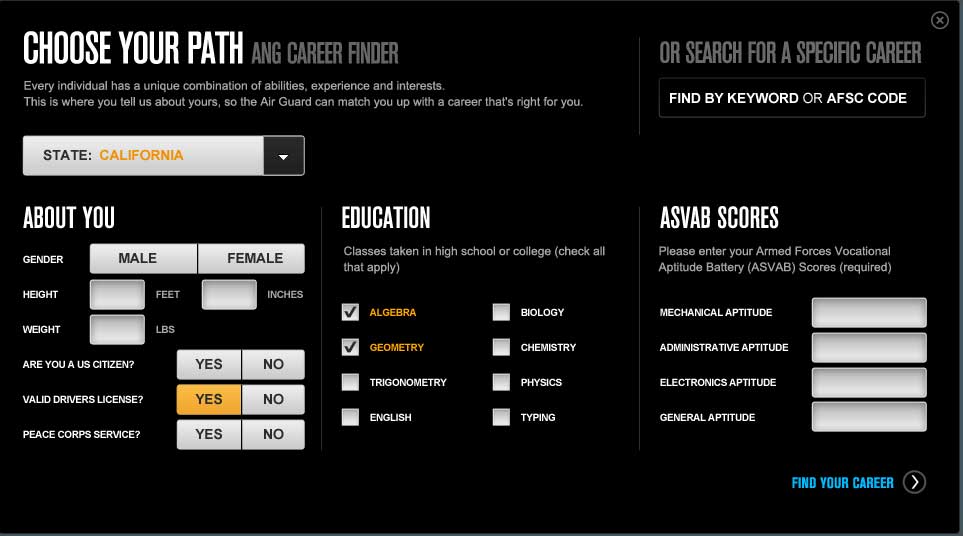 CHOOSE YOUR PATH ANG CAREER FINDER
Every individual has a unique combination of abilities, experience and interests.
This is where you tell us about yours, so the Air Guard can match you up with a career that's right for you.
OR SEARCH FOR A SPECIFIC CAREER
FIND BY KEYWORD OR AFSC CODE
STATE: CALIFORNIA
ABOUT YOU
GENDER MALE FEMALE
HEIGHT FEET INCHES
WEIGHT LBS
ARE YOU A US CITIZEN? YES NO
VALID DRIVERS LICENSE? YES NO
PEACE CORPS SERVICE? YES NO
EDUCATION
Classes taken in high school or college (check all
that apply)
ALGEBRA BIOLOGY
GEOMETRY CHEMISTRY
TRIGONOMETRY PHYSICS
ENGLISH TYPING
ASVAB SCORES
Please enter your Armed Forces Vocational
Aptitude Battery (ASVAB) Scores (required)
MECHANICAL APTITUDE
ADMINISTRATIVE APTITUDE
ELECTRONICS APTITUDE
GENERAL APTITUDE
FIND YOUR CAREER